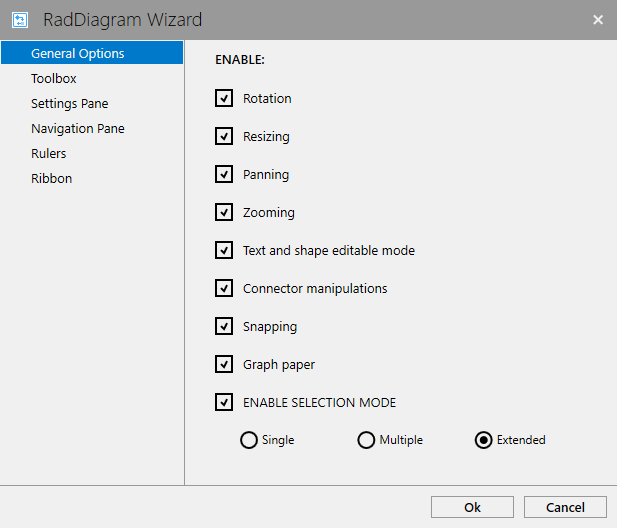 RadDiagram Wizard
General Options
Toolbox
Settings Pane
Navigation Pane
Rulers
Ribbon
ENABLE:
Rotation
Resizing
Panning
Zooming
Text and shape editable mode
Connector manipulations
Snapping
Graph paper
ENABLE SELECTION MODE
Single Multiple Extended
Ok Cancel